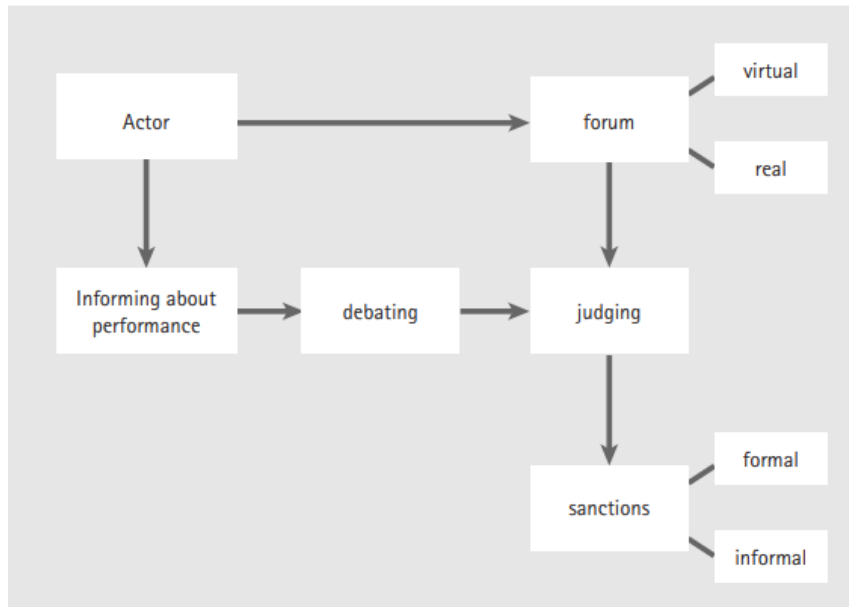 virtual
Actor
forum
real
Informing about
performance
debating
judging
formal
sanctions
informal